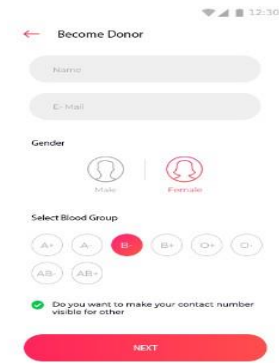 12:30
Become Donor
Name
E-Mail
Gender
Male Female
Select Blood Group
A+ A- B- B+ O+ O-
AB- AB+
Do you want to make your contact number
visible for other
NEXT